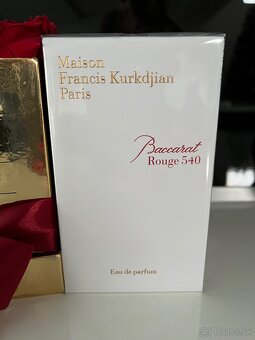 Maison
Francis Kurkdjian
Paris
Baccarat
Rouge 540
Eau de parfum